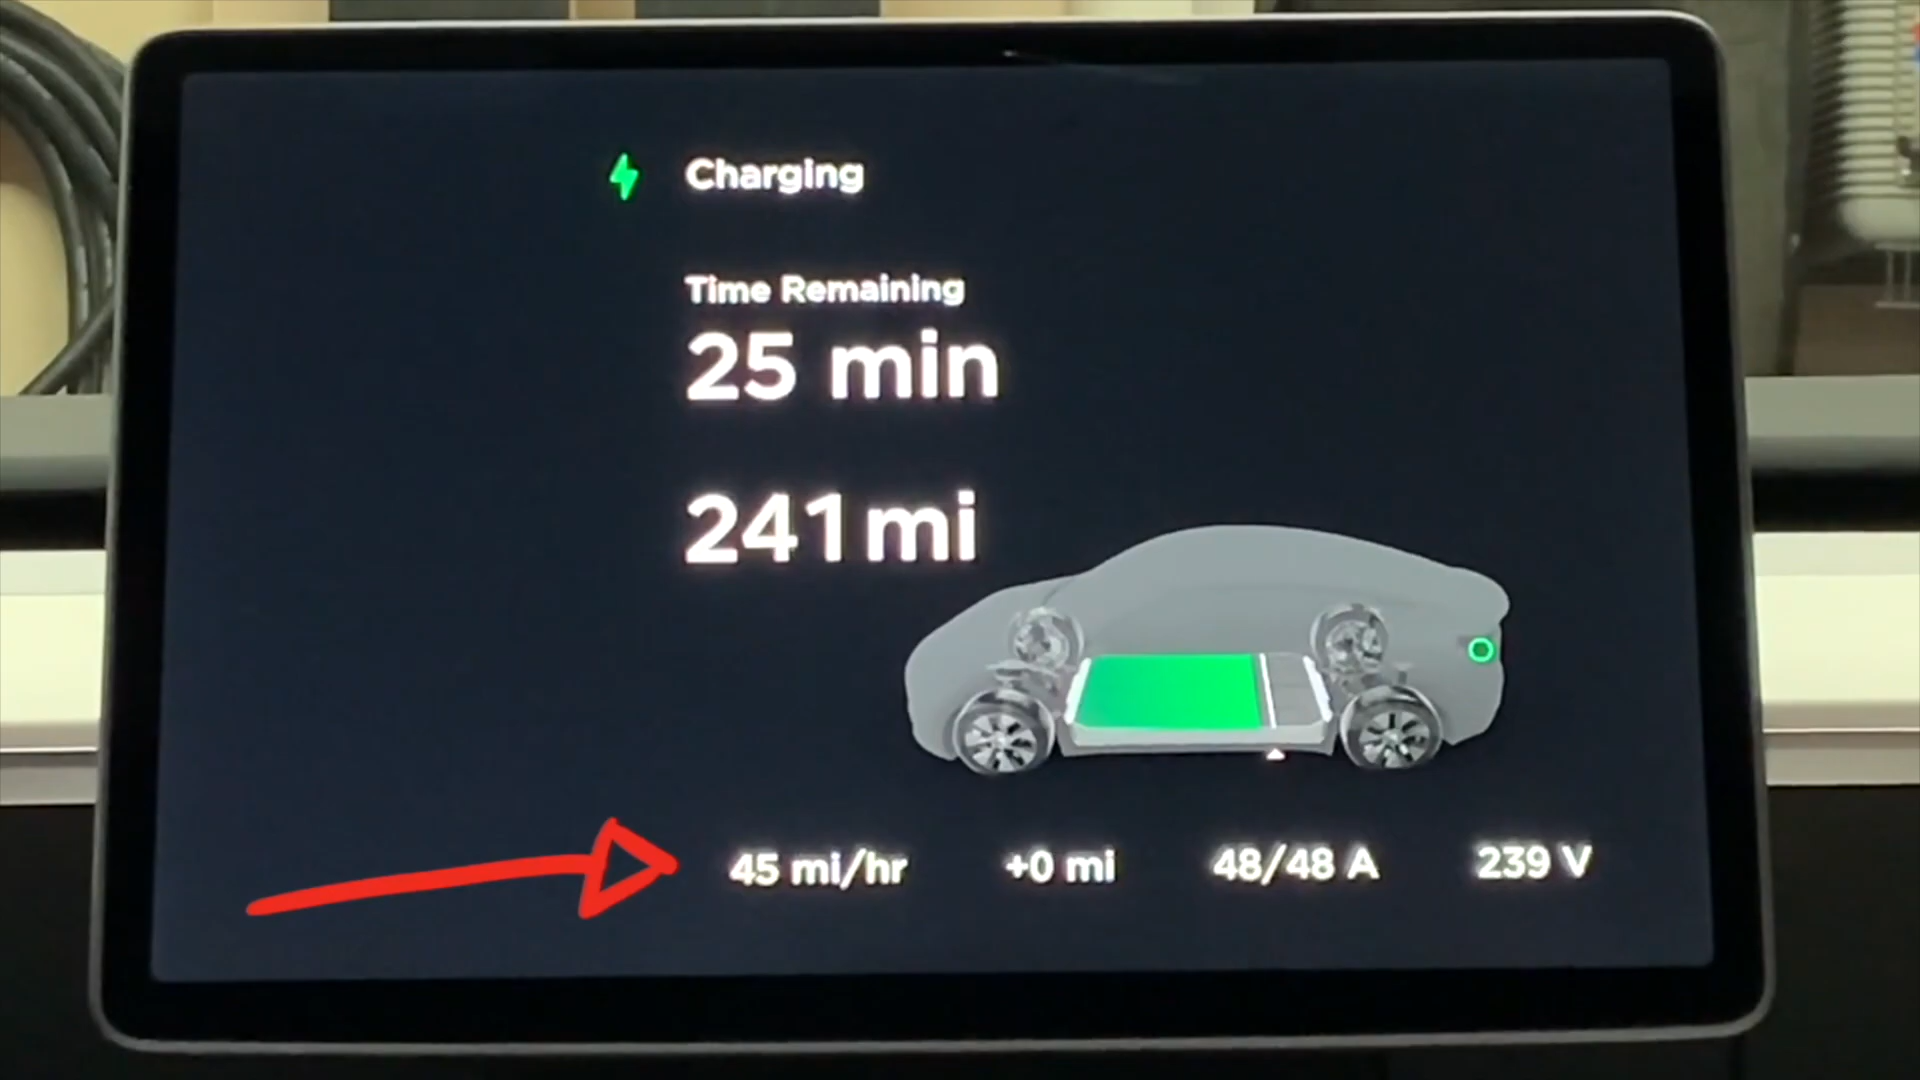 Charging
Time Remaining
25 min
241 mi
45 mi/hr +0 mi 48/48 A 239 V